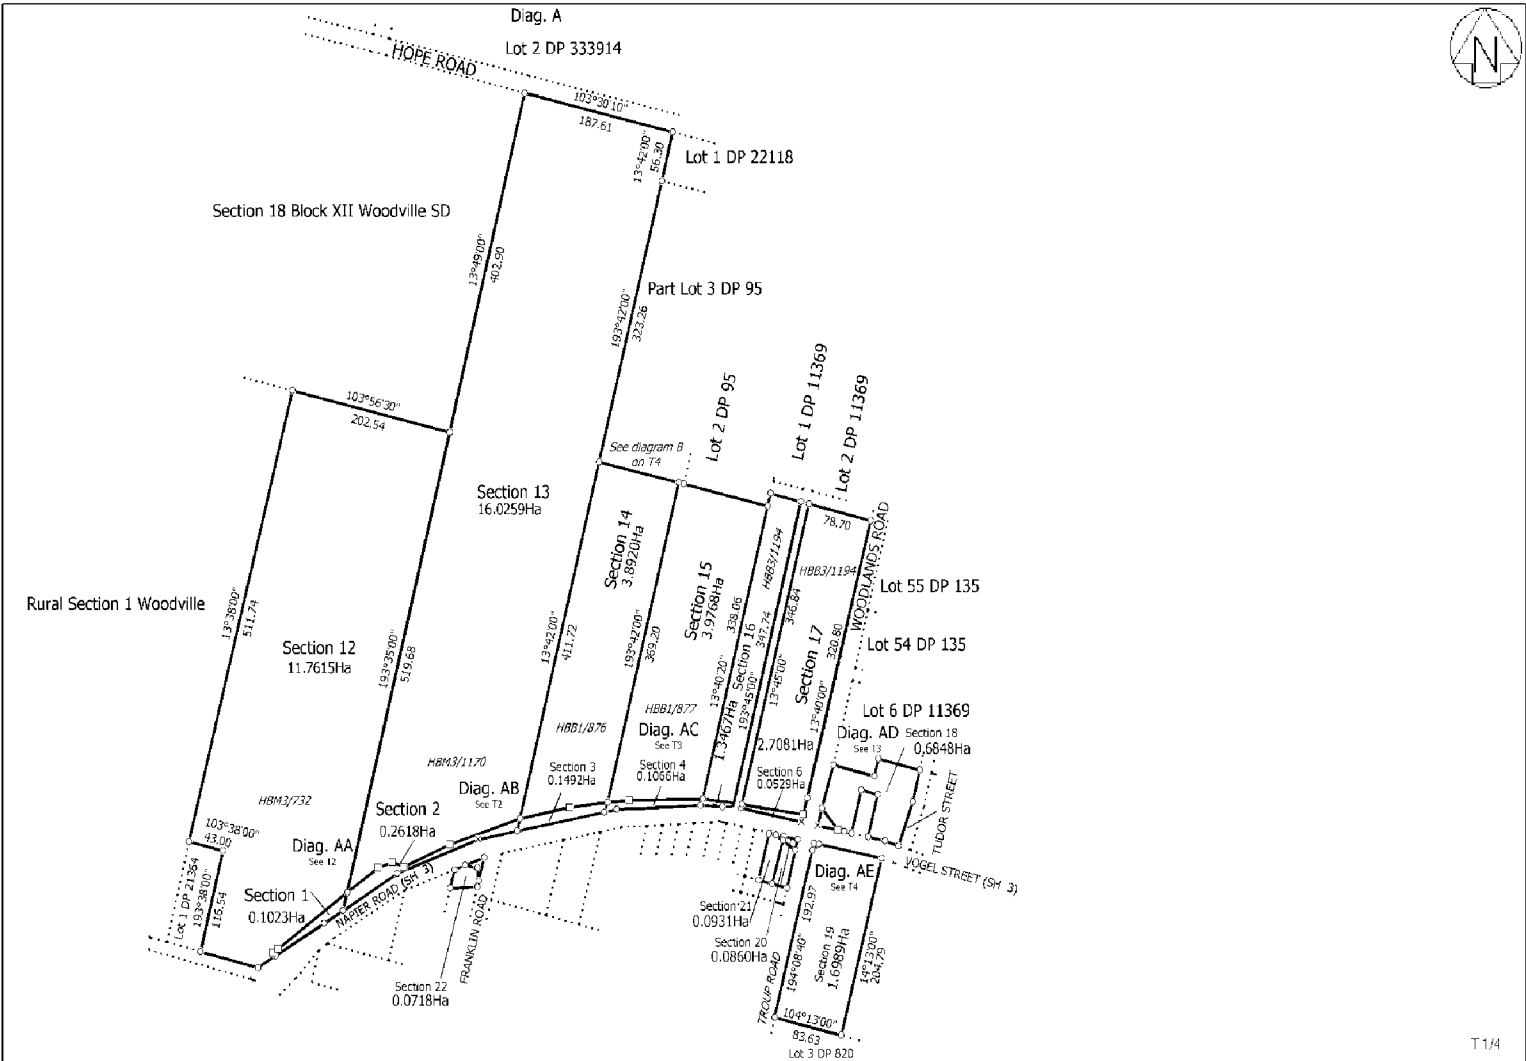 Diag. A
Lot 2 DP 333914
HOPE ROAD
N
103°30'10"
187.61
13°42'00"
56.30
Lot 1 DP 22118
Section 18 Block XII Woodville SD
13°49'00"
402.90
Part Lot 3 DP 95
193°42'00"
323.26
103°56'30"
202.54
See diagram B
on T4
Lot 2 DP 95
Lot 1 DP 11369
Lot 2 DP 11369
Section 13
16.0259Ha
Section 14
3.8920Ha
Section 15
3.9768Ha
HBB3/1194
78.70
HBB3/1194
WOODLANDS ROAD
Lot 55 DP 135
Rural Section 1 Woodville
13°38'00"
511.74
Section 12
11.7615Ha
193°35'00"
519.68
13°42'00"
411.72
193°42'00"
369.20
338.06
13°40'20"
Section 16
1.3467Ha
347.74
193°45'00"
346.84
13°45'00"
Section 17
2.7081Ha
320.80
13°40'00"
Lot 54 DP 135
Lot 6 DP 11369
HBB1/876
HBB1/877
Diag. AC
See T3
Diag. AD
See T3
Section 18
0.6848Ha
HBM3/1170
Section 3
0.1492Ha
Section 4
0.1066Ha
Section 6
0.0529Ha
Diag. AB
See T2
HBM3/732
Section 2
0.2618Ha
TUDOR STREET
103°38'00"
43.00
Diag. AA
See T2
VOGEL STREET (SH 3)
Lot 1 DP 21364
193°38'00"
116.54
Section 1
0.1023Ha
NAPIER ROAD (SH 3)
FRANKLIN ROAD
Section 22
0.0718Ha
Section 21
0.0931Ha
Section 20
0.0860Ha
Diag. AE
See T4
192.97
194°08'40"
Section 19
1.6989Ha
14°13'00"
204.79
TROUP ROAD
104°13'00"
83.63
Lot 3 DP 820
T 1/4